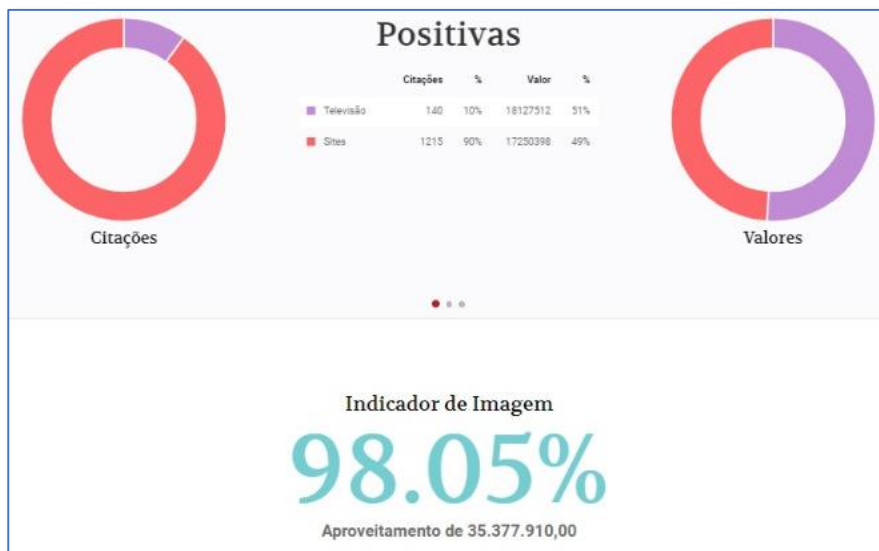 Positivas
Citações % Valor %
Televisão 140 10% 18127512 51%
Sites 1215 90% 17250398 49%
Citações
Valores
Indicador de Imagem
98.05%
Aproveitamento de 35.377.910,00